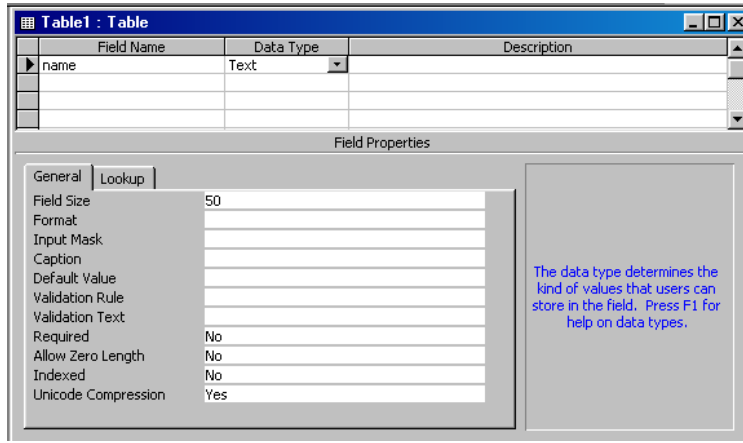 Table1 : Table
Field Name Data Type Description
name Text
Field Properties
General Lookup
Field Size 50
Format
Input Mask
Caption
Default Value
Validation Rule
Validation Text
Required No
Allow Zero Length No
Indexed No
Unicode Compression Yes
The data type determines the
kind of values that users can
store in the field. Press F1 for
help on data types.